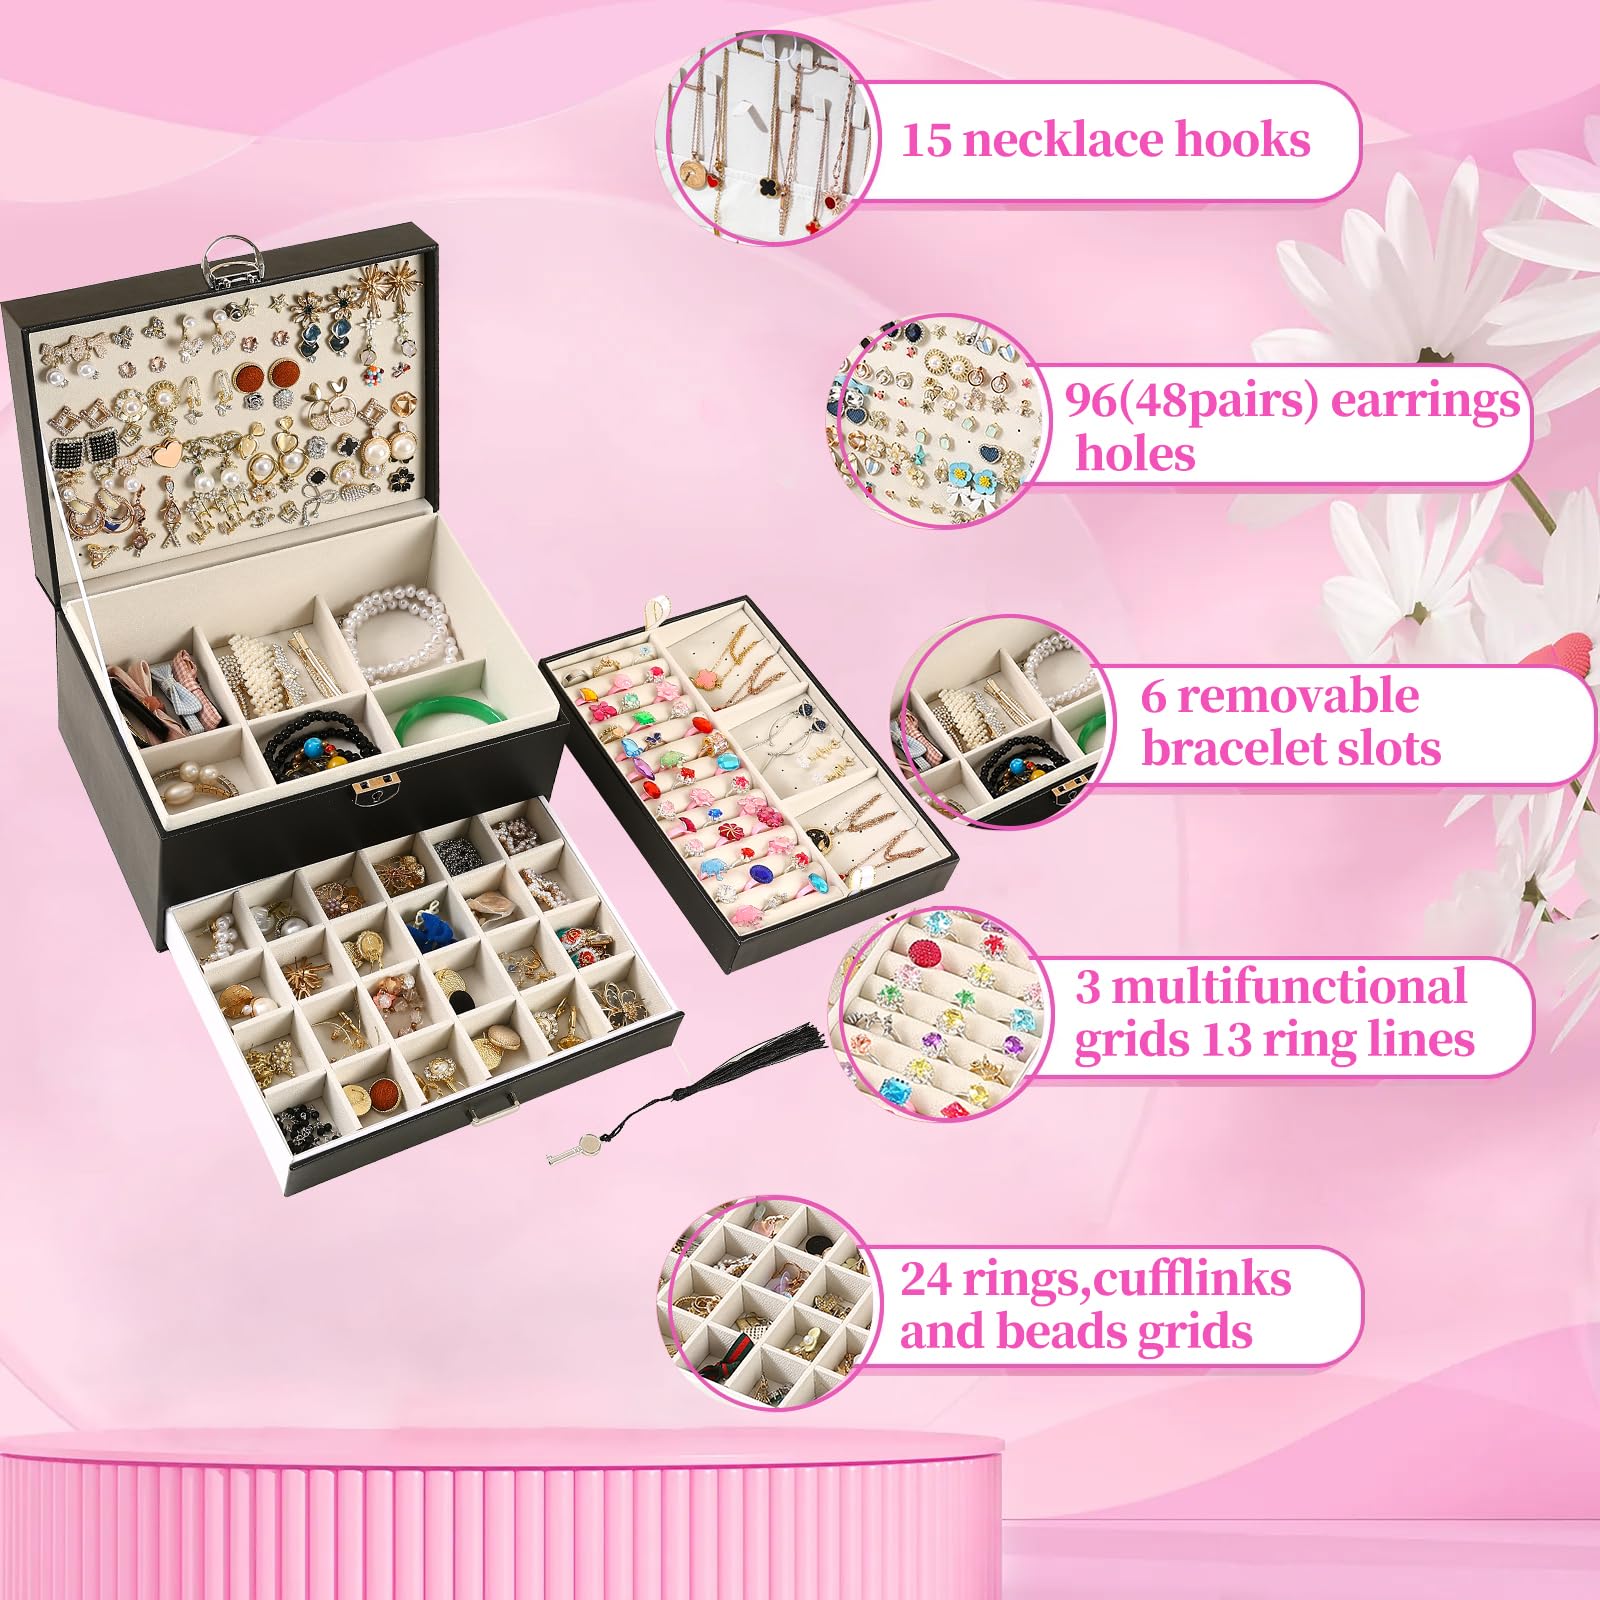 15 necklace hooks
96(48pairs) earrings
holes
6 removable
bracelet slots
3 multifunctional
grids 13 ring lines
24 rings,cufflinks
and beads grids